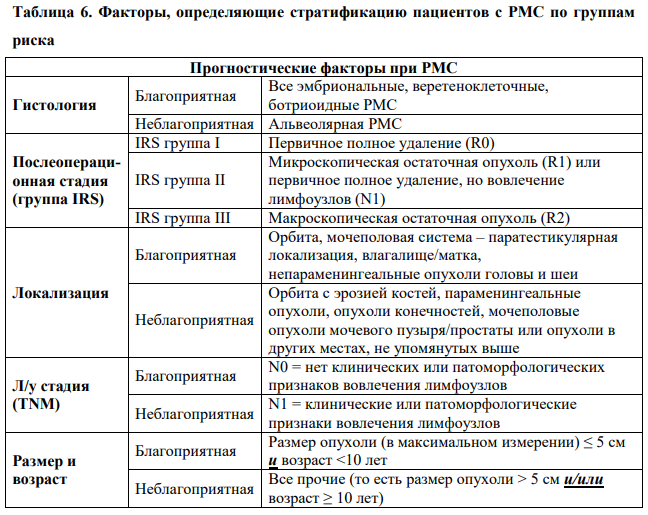 Таблица 6. Факторы, определяющие стратификацию пациентов с РМС по группам
риска
Прогностические факторы при РМС
Гистология
Благоприятная
Все эмбриональные, веретеноклеточные,
ботриоидные РМС
Неблагоприятная
Альвеолярная РМС
Послеопераци-
онная стадия
(группа IRS)
IRS группа I
Первичное полное удаление (R0)
IRS группа II
Микроскопическая остаточная опухоль (R1) или
первичное полное удаление, но вовлечение
лимфоузлов (N1)
IRS группа III
Макроскопическая остаточная опухоль (R2)
Локализация
Благоприятная
Орбита, мочеполовая система – паратестикулярная
локализация, влагалище/матка,
непараменингеальные опухоли головы и шеи
Неблагоприятная
Орбита с эрозией костей, параменингеальные
опухоли, опухоли конечностей, мочеполовые
опухоли мочевого пузыря/простаты или опухоли в
других местах, не упомянутых выше
Л/у стадия
(TNM)
Благоприятная
N0 = нет клинических или патоморфологических
признаков вовлечения лимфоузлов
Неблагоприятная
N1 = клинические или патоморфологические
признаки вовлечения лимфоузлов
Размер и
возраст
Благоприятная
Размер опухоли (в максимальном измерении) ≤ 5 см
и возраст <10 лет
Неблагоприятная
Все прочие (то есть размер опухоли > 5 см и/или
возраст ≥ 10 лет)